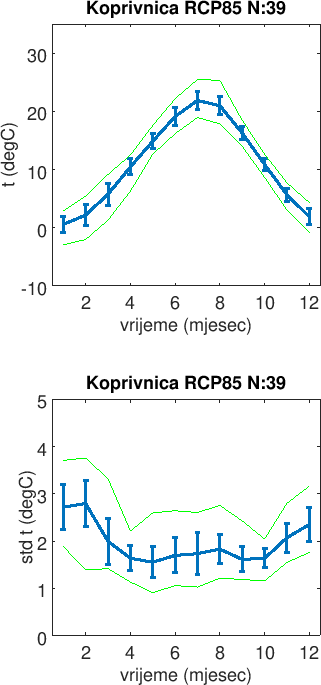 Koprivnica RCP85 N:39
30
20
10
0
-10
t (degC)
2 4 6 8 10 12
vrijeme (mjesec)
Koprivnica RCP85 N:39
5
4
3
2
1
0
std t (degC)
2 4 6 8 10 12
vrijeme (mjesec)